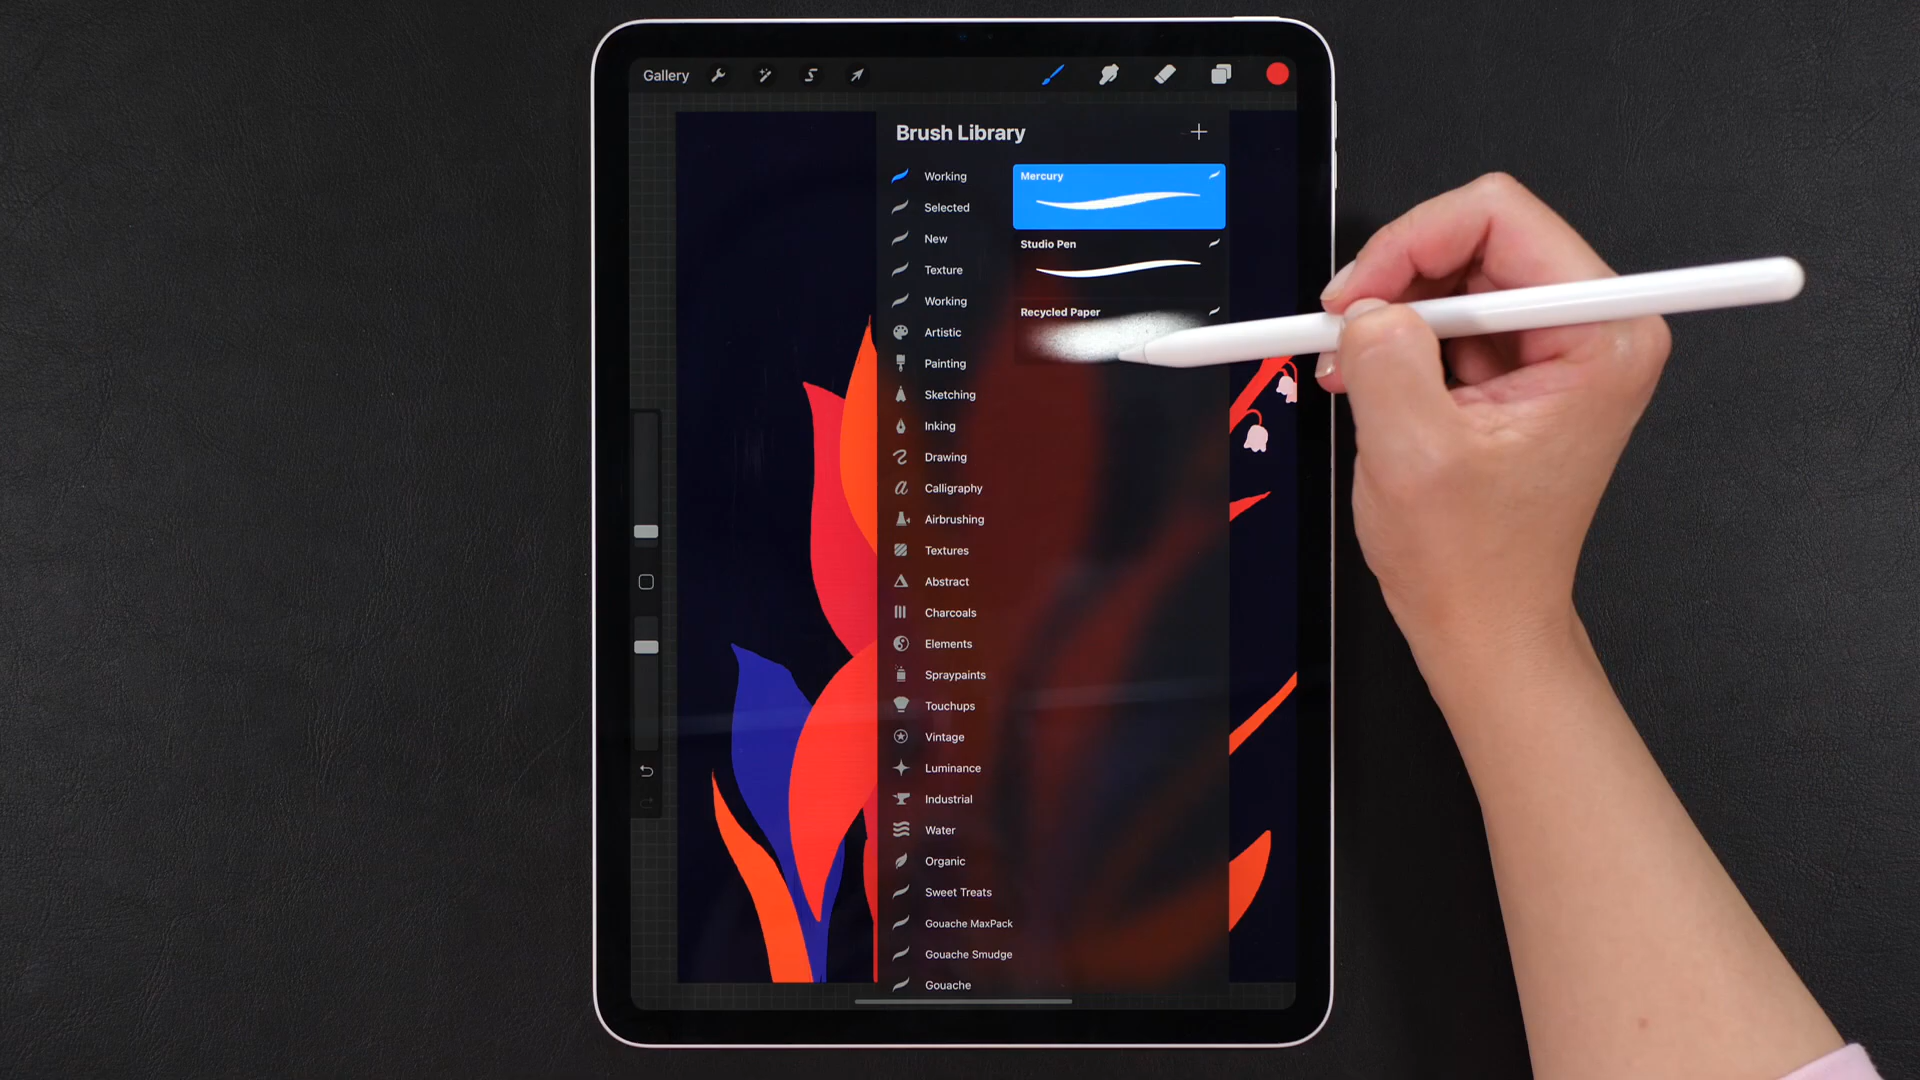 Gallery
Brush Library
Working
Selected
New
Texture
Working
Artistic
Painting
Sketching
Inking
Drawing
Calligraphy
Airbrushing
Textures
Abstract
Charcoals
Elements
Spraypaints
Touchups
Vintage
Luminance
Industrial
Water
Organic
Sweet Treats
Gouache MaxPack
Gouache Smudge
Gouache
Mercury
Studio Pen
Recycled Paper